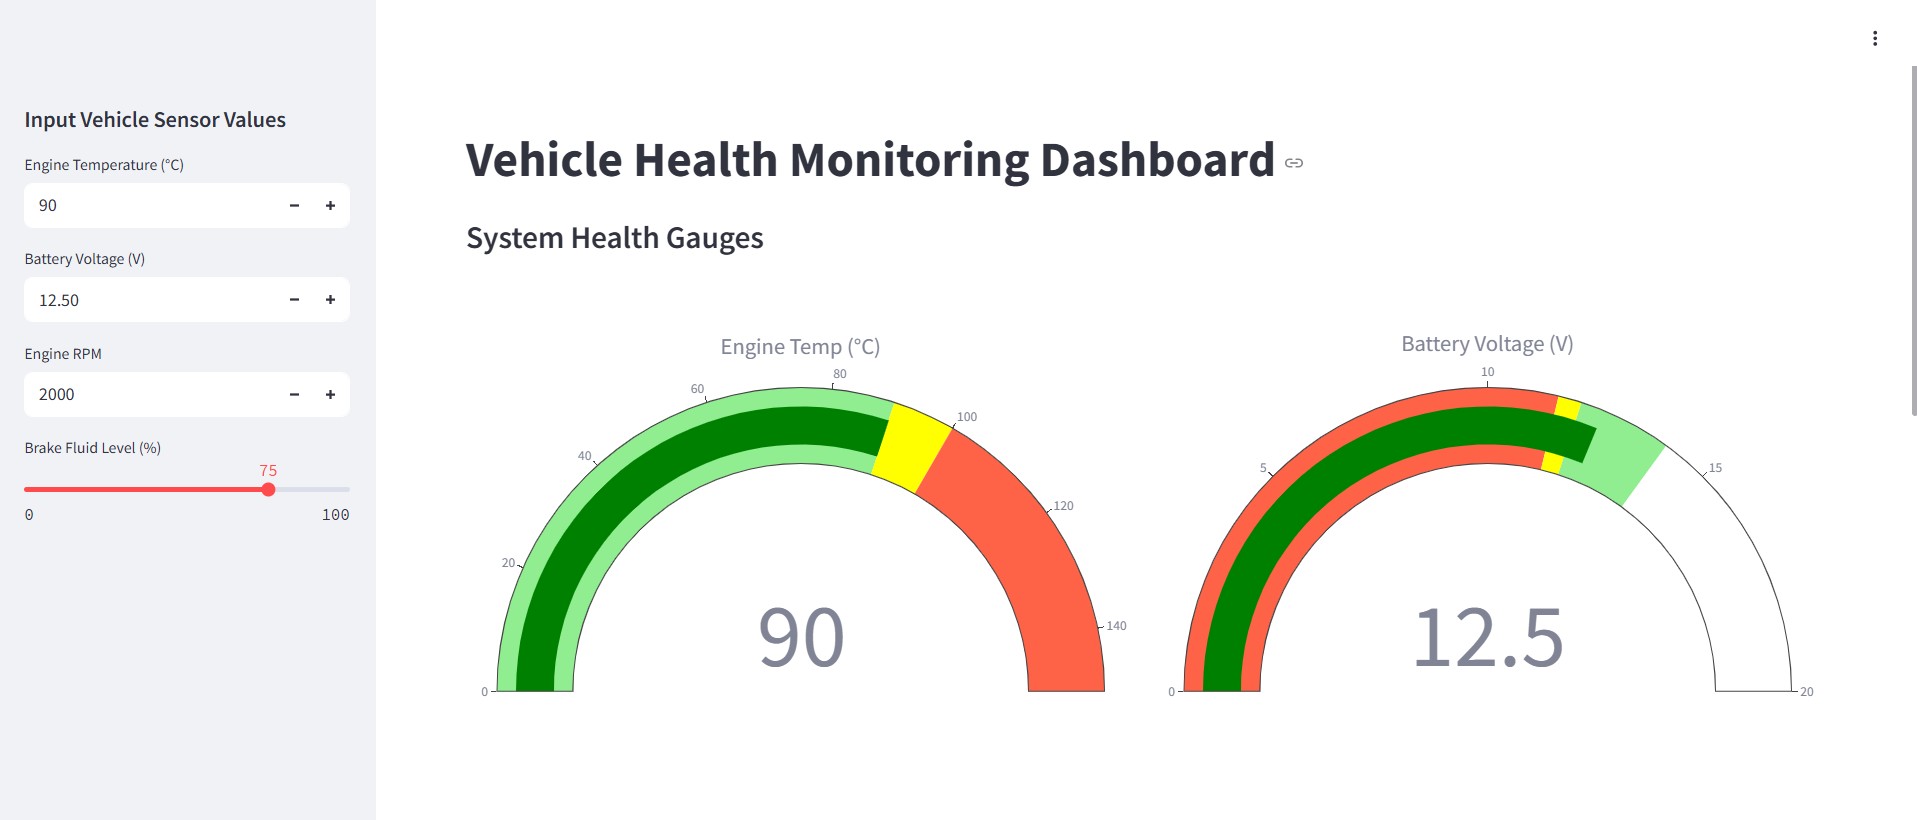 Input Vehicle Sensor Values
Engine Temperature (°C)
90
Battery Voltage (V)
12.50
Engine RPM
2000
Brake Fluid Level (%)
75
0 100
Vehicle Health Monitoring Dashboard
System Health Gauges
Engine Temp (°C)
0
20
40
60
80
100
120
140
90
Battery Voltage (V)
0
5
10
15
20
12.5